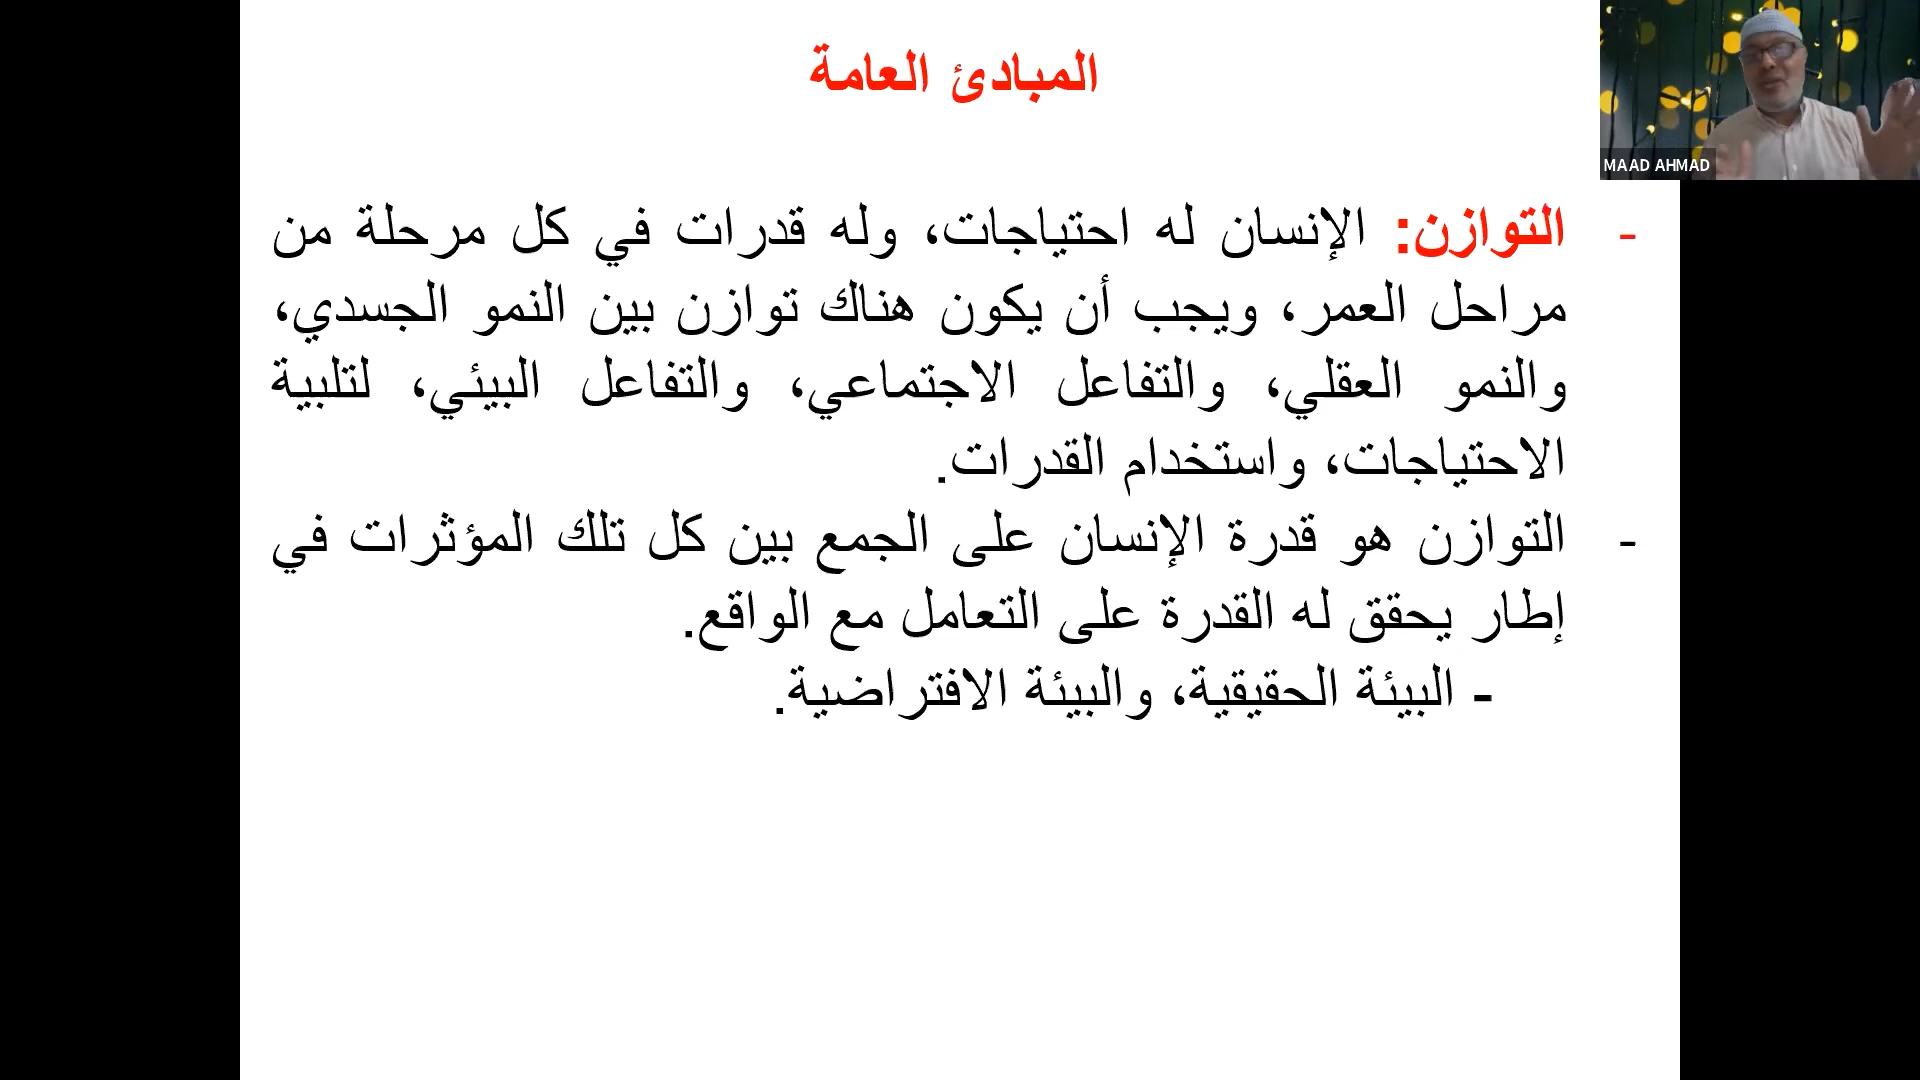 المبادئ العامة
MAAD AHMAD
- التوازن: الإنسان له احتياجات، وله قدرات في كل مرحلة من
مراحل العمر، ويجب أن يكون هناك توازن بين النمو الجسدي،
والنمو العقلي، والتفاعل الاجتماعي، والتفاعل البيئي، لتلبية
الاحتياجات، واستخدام القدرات.
- التوازن هو قدرة الإنسان على الجمع بين كل تلك المؤثرات في
إطار يحقق له القدرة على التعامل مع الواقع.
- البيئة الحقيقية، والبيئة الافتراضية.